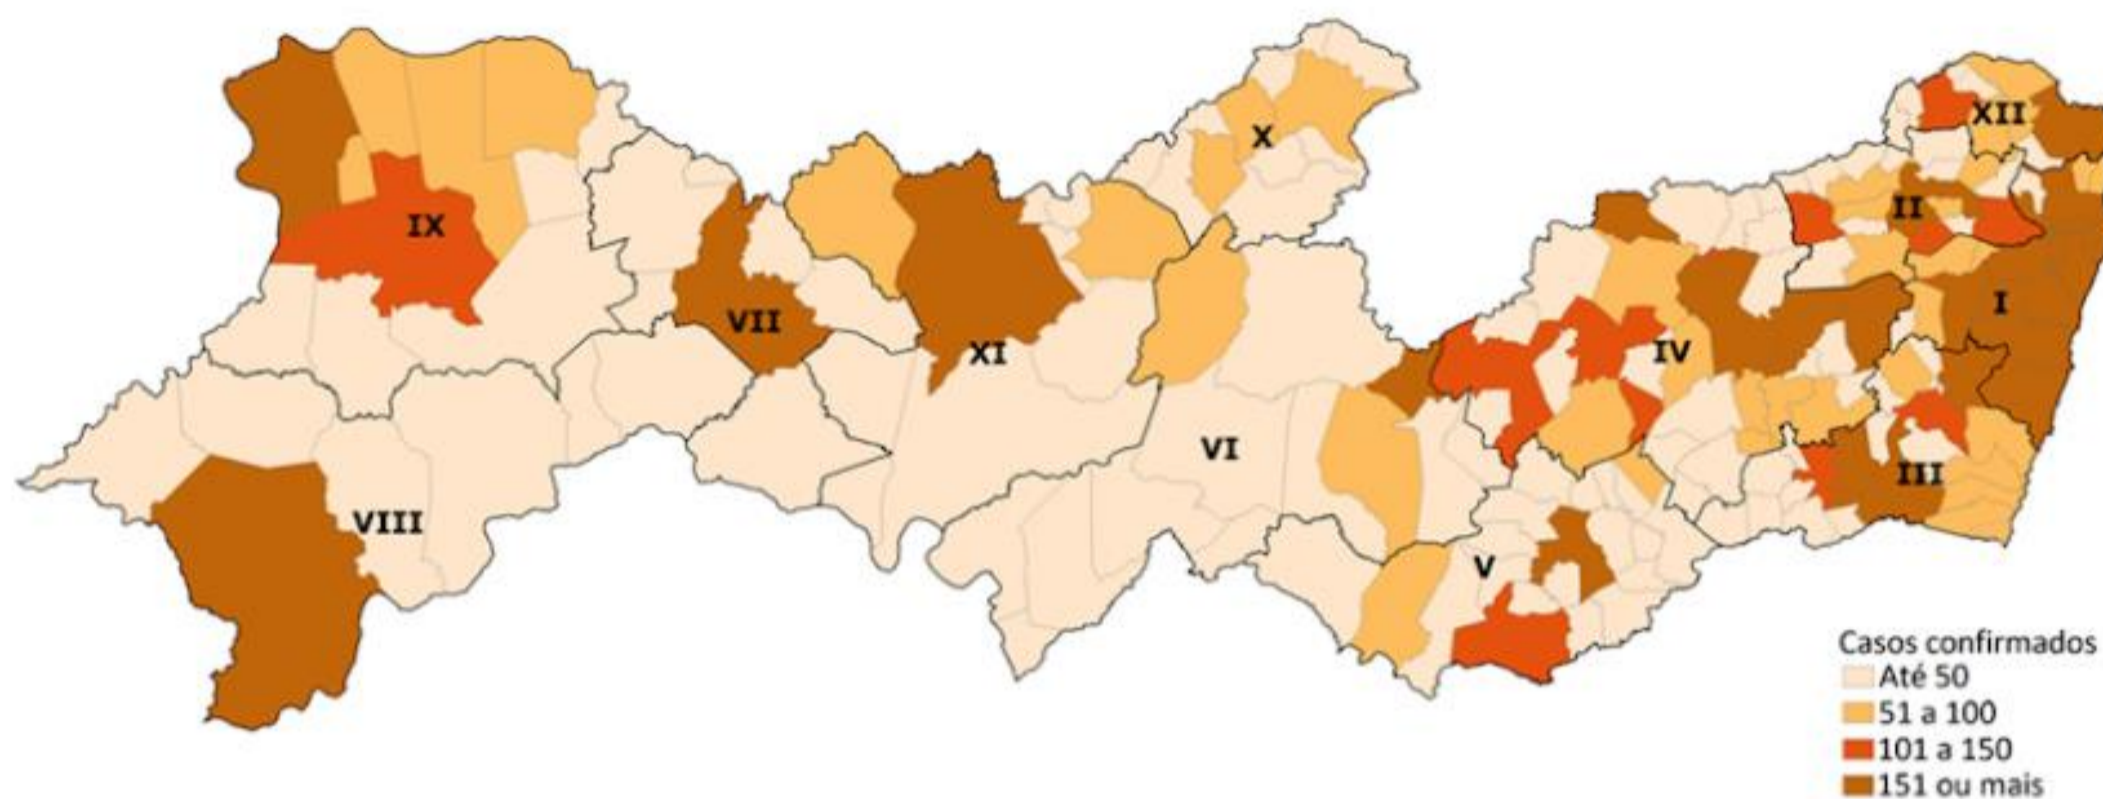 XII
X
II
IX
I
VII
XI
IV
VI
III
VIII
V
Casos confirmados
Até 50
51 a 100
101 a 150
151 ou mais